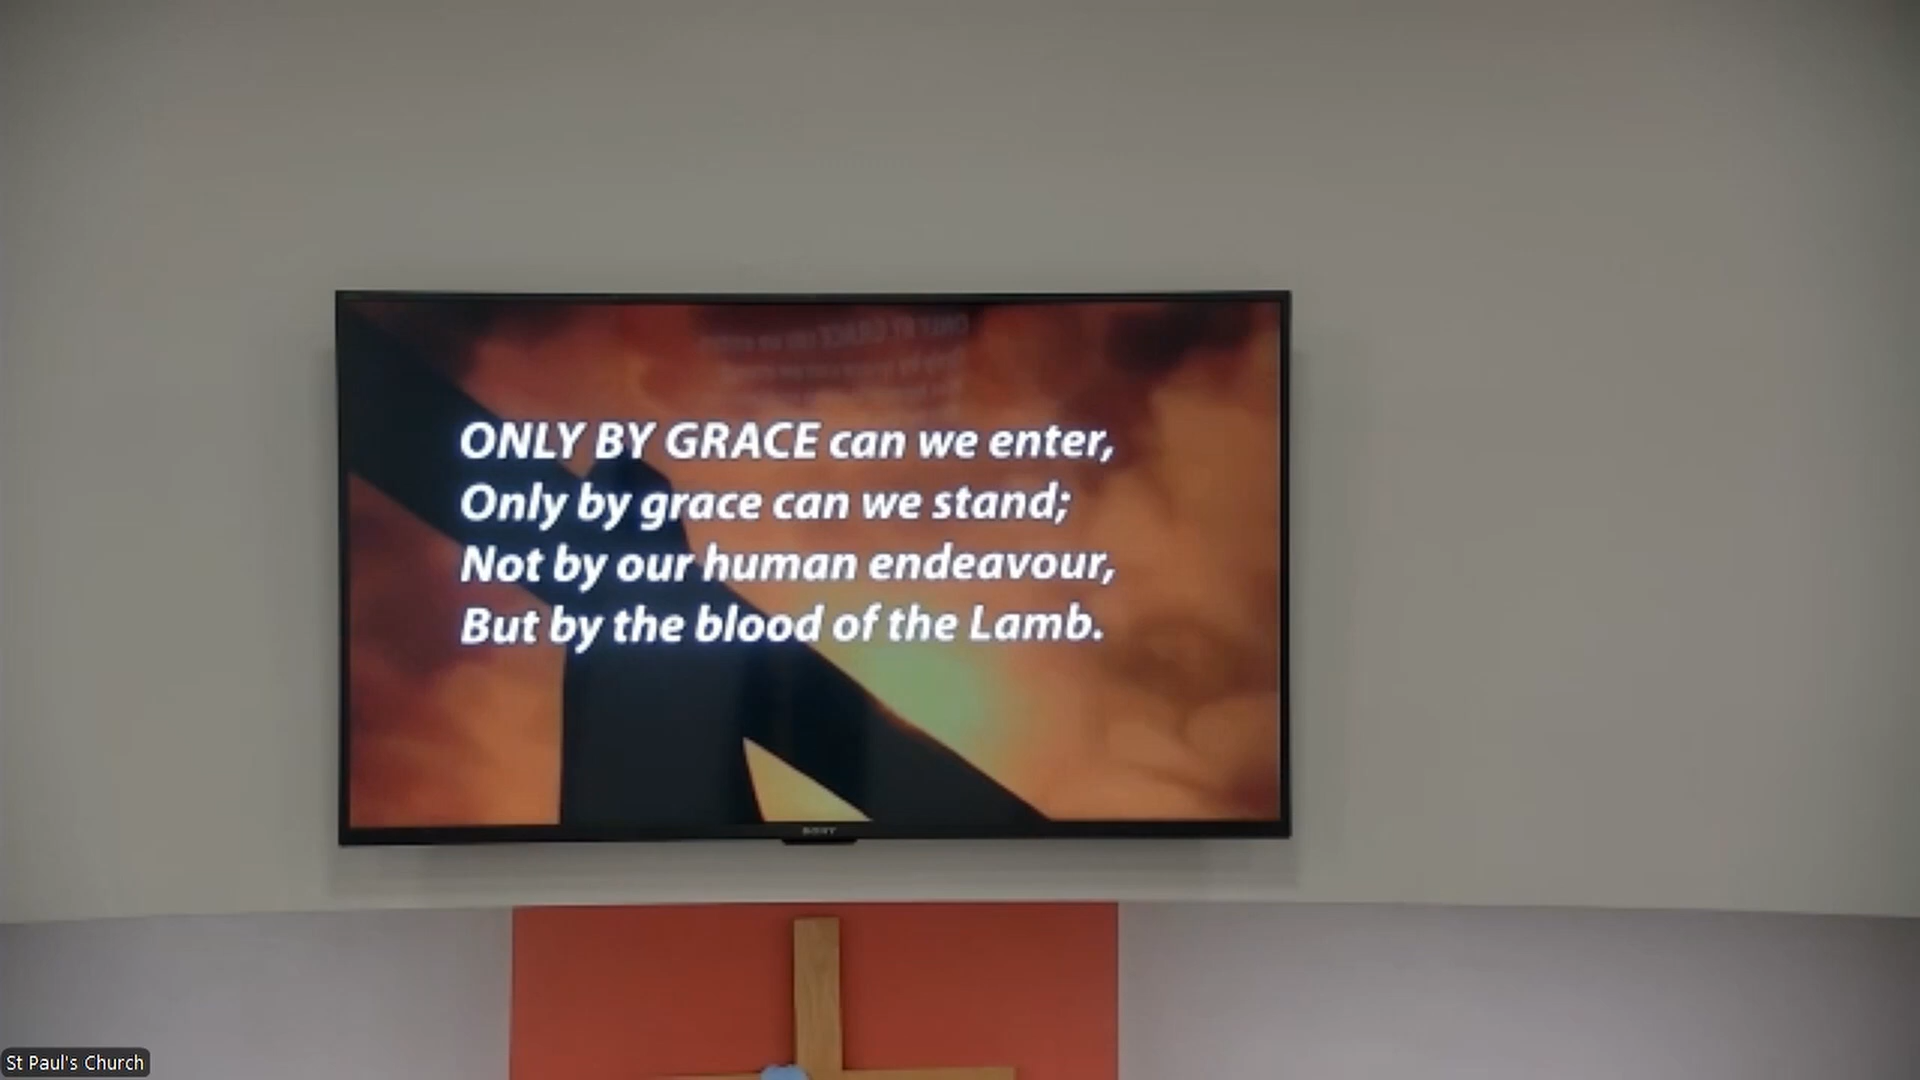 ONLY BY GRACE can we enter,
Only by grace can we stand;
Not by our human endeavour,
But by the blood of the Lamb.
SONY
St Paul's Church